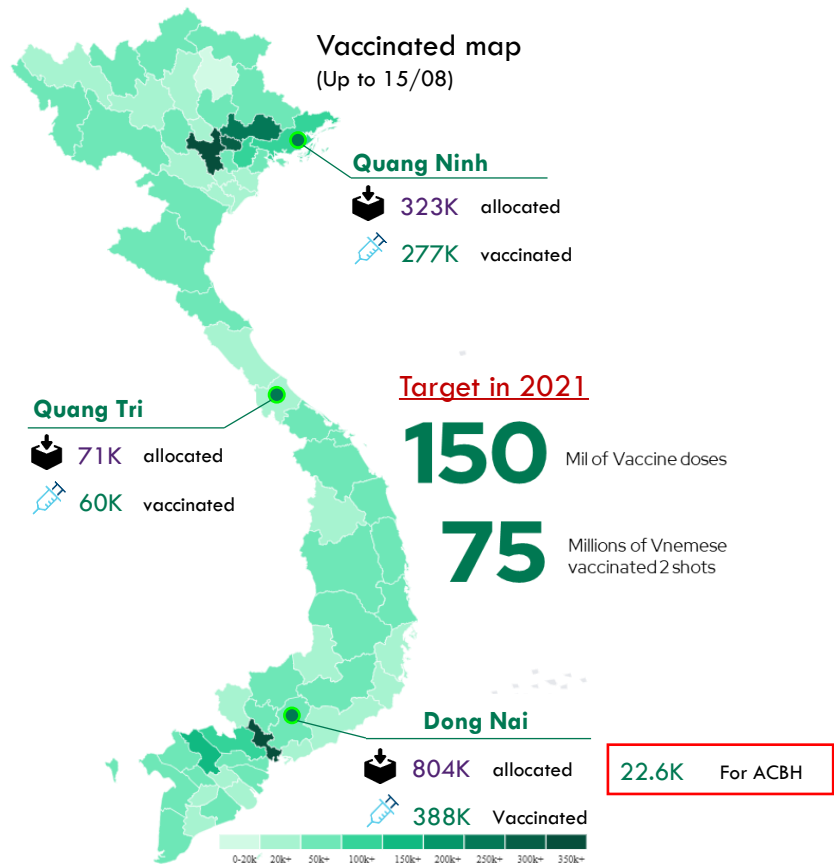 Vaccinated map
(Up to 15/08)
Quang Ninh
323K allocated
277K vaccinated
Target in 2021
150 Mil of Vaccine doses
75 Millions of Vnemese
vaccinated 2 shots
Quang Tri
71K allocated
60K vaccinated
Dong Nai
804K allocated
388K Vaccinated
22.6K For ACBH
0-20k 20k+ 50k+ 100k+ 150k+ 200k+ 250k+ 300k+ 350k+